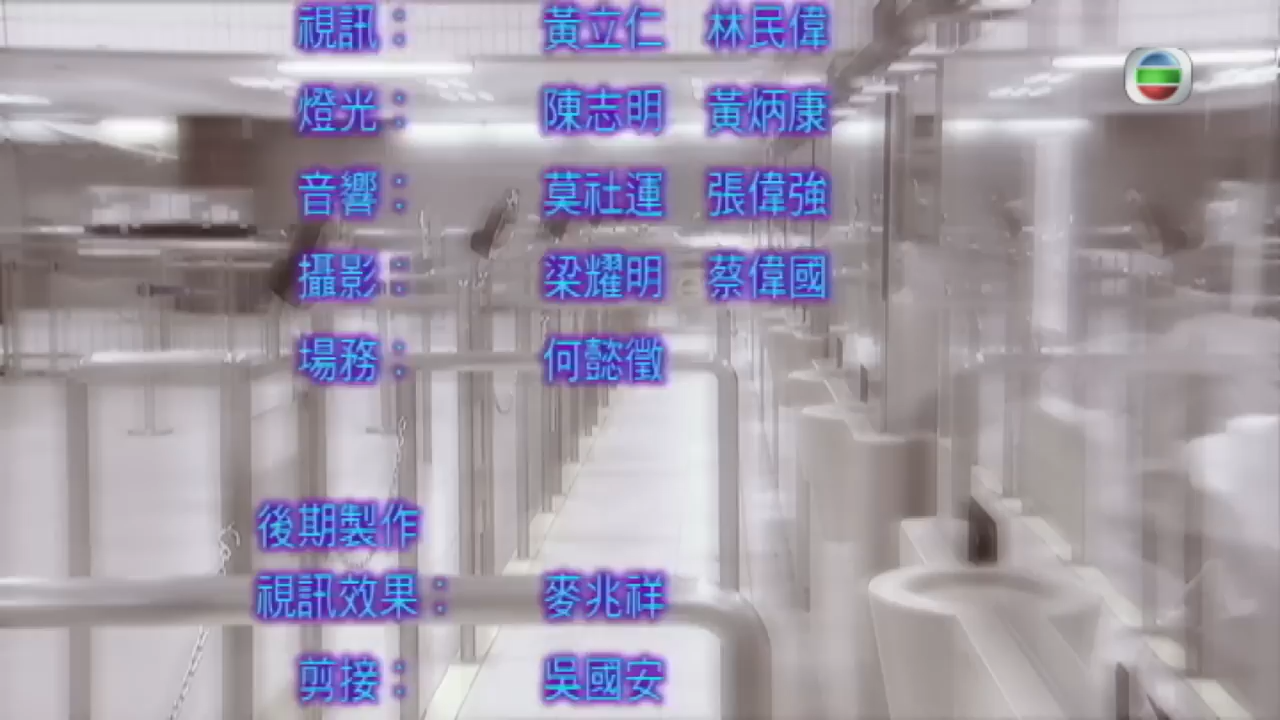 視訊： 黃立仁 林民偉
燈光： 陳志明 黃炳康
音響： 莫社運 張偉強
攝影： 梁耀明 蔡偉國
場務： 何懿徵
後期製作
視訊效果： 麥兆祥
剪接： 吳國安